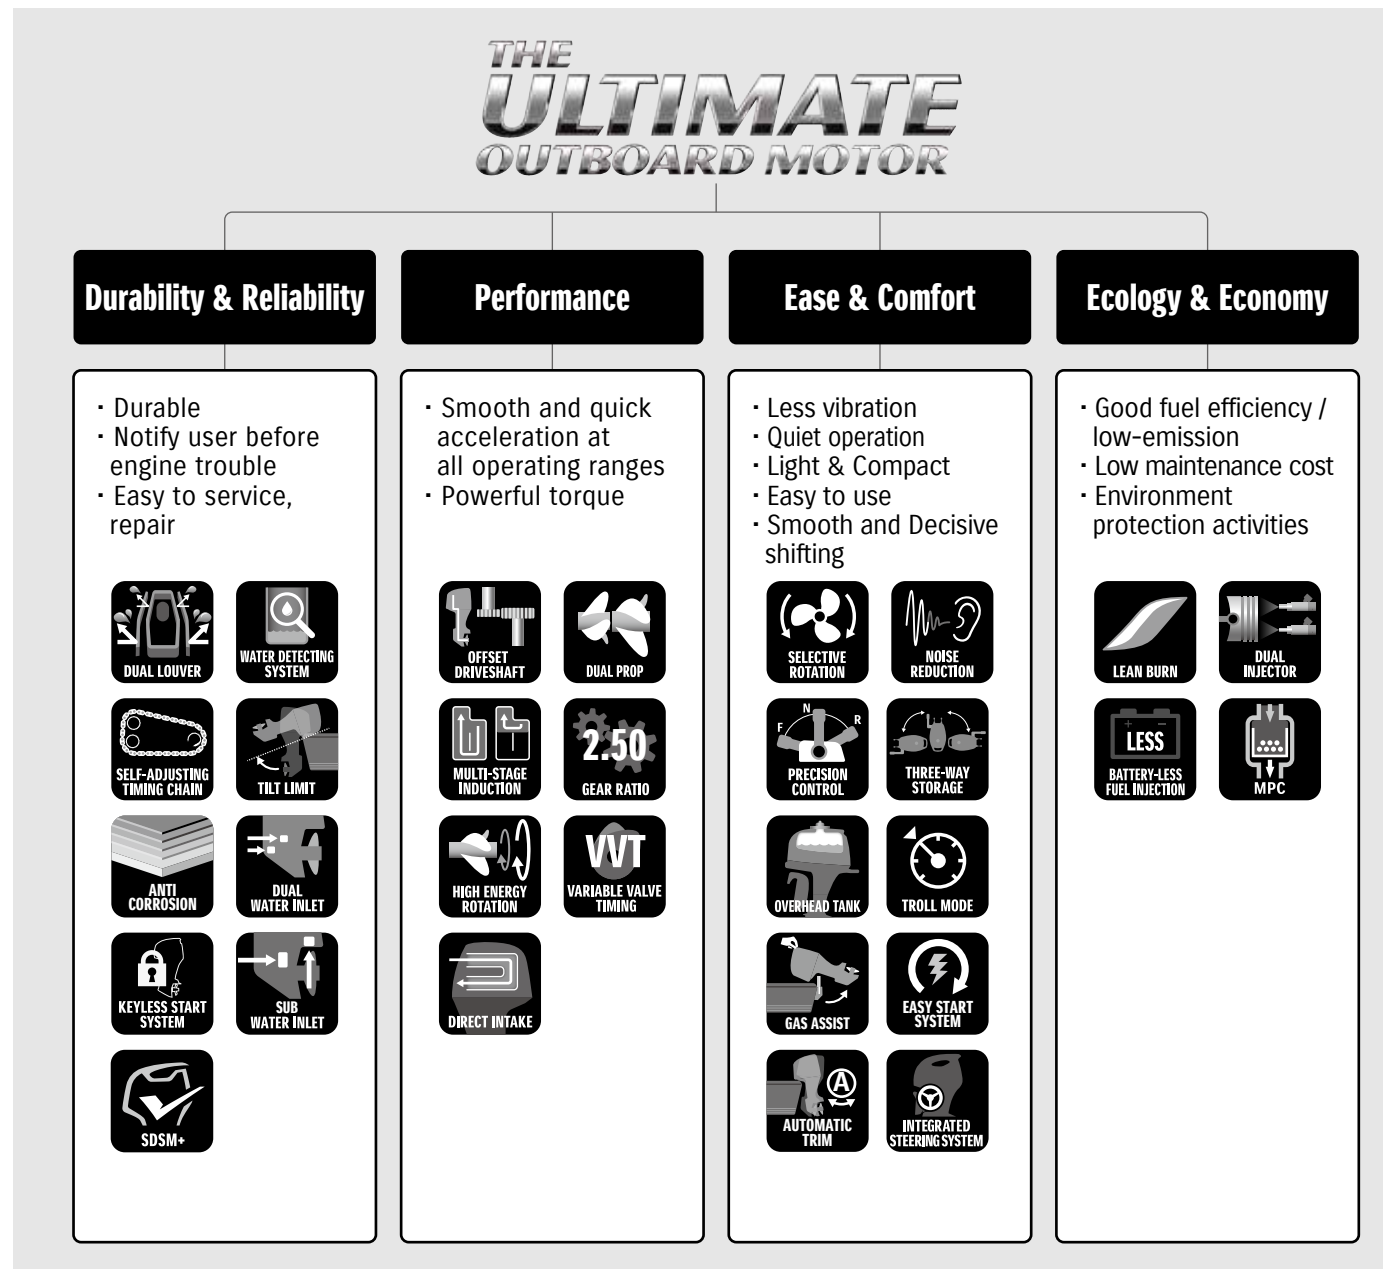 THE
ULTIMATE
OUTBOARD MOTOR
Durability & Reliability
· Durable
· Notify user before
engine trouble
· Easy to service,
repair
DUAL LOUVER
WATER DETECTING
SYSTEM
SELF-ADJUSTING
TIMING CHAIN
TILT LIMIT
ANTI
CORROSION
DUAL
WATER INLET
KEYLESS START
SYSTEM
SUB
WATER INLET
SDSM+
Performance
· Smooth and quick
acceleration at
all operating ranges
· Powerful torque
OFFSET
DRIVESHAFT
DUAL PROP
MULTI-STAGE
INDUCTION
2.50
GEAR RATIO
HIGH ENERGY
ROTATION
VVT
VARIABLE VALVE
TIMING
DIRECT INTAKE
Ease & Comfort
· Less vibration
· Quiet operation
· Light & Compact
· Easy to use
· Smooth and Decisive
shifting
SELECTIVE
ROTATION
NOISE
REDUCTION
F N R
PRECISION
CONTROL
THREE-WAY
STORAGE
OVERHEAD TANK
TROLL MODE
GAS ASSIST
EASY START
SYSTEM
A
AUTOMATIC
TRIM
INTEGRATED
STEERING SYSTEM
Ecology & Economy
· Good fuel efficiency /
low-emission
· Low maintenance cost
· Environment
protection activities
LEAN BURN
DUAL
INJECTOR
+ −
LESS
BATTERY-LESS
FUEL INJECTION
MPC